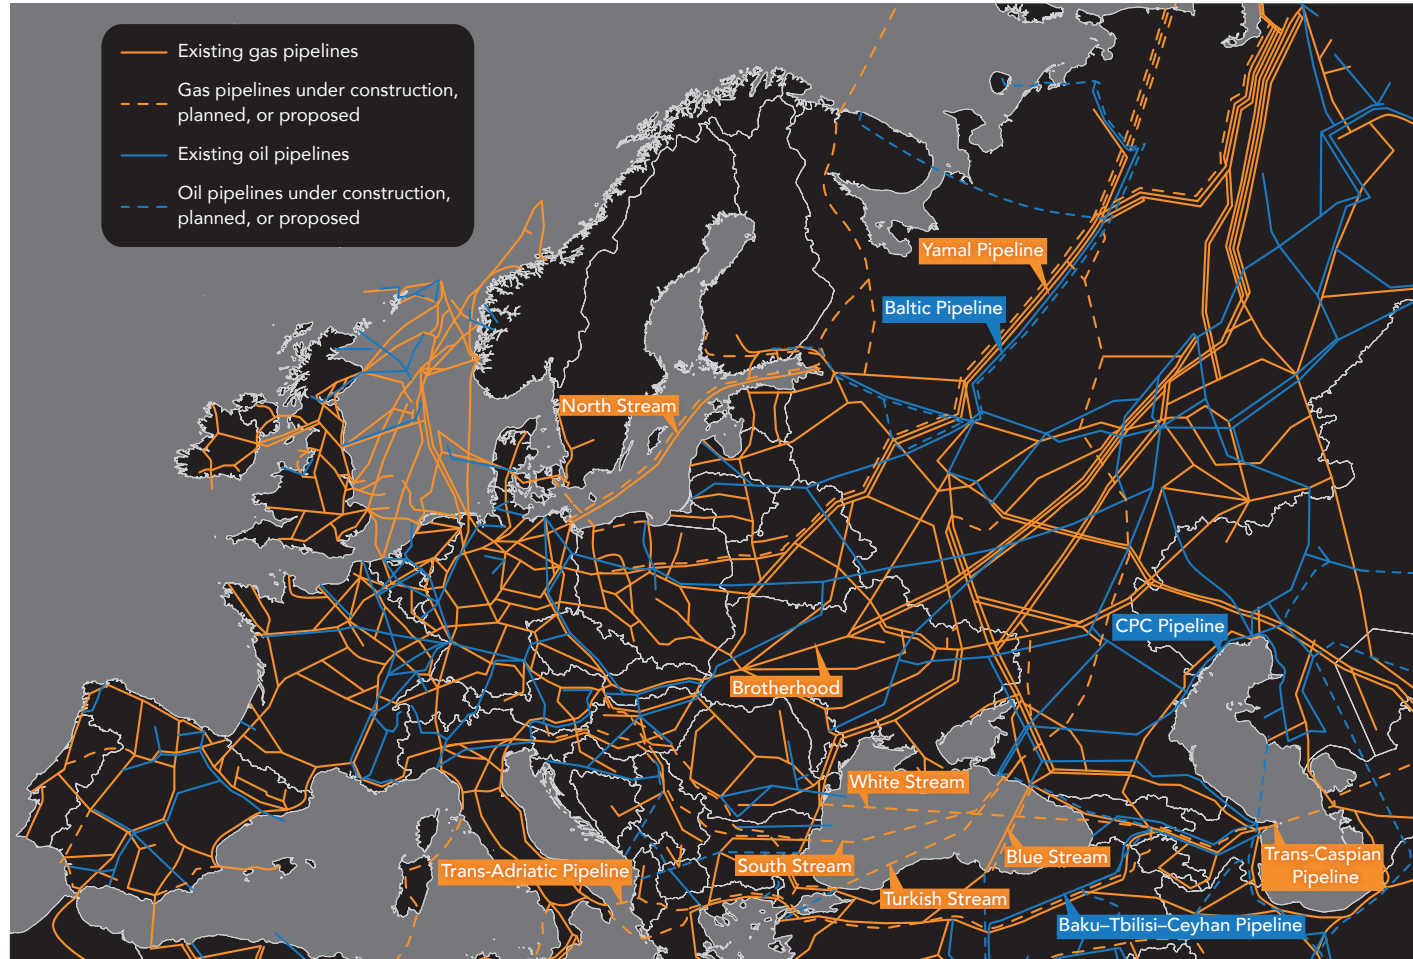 Existing gas pipelines
Gas pipelines under construction,
planned, or proposed
Existing oil pipelines
Oil pipelines under construction,
planned, or proposed
Yamal Pipeline
Baltic Pipeline
North Stream
CPC Pipeline
Brotherhood
White Stream
South Stream
Blue Stream
Trans-Caspian
Pipeline
Trans-Adriatic Pipeline
Turkish Stream
Baku–Tbilisi–Ceyhan Pipeline